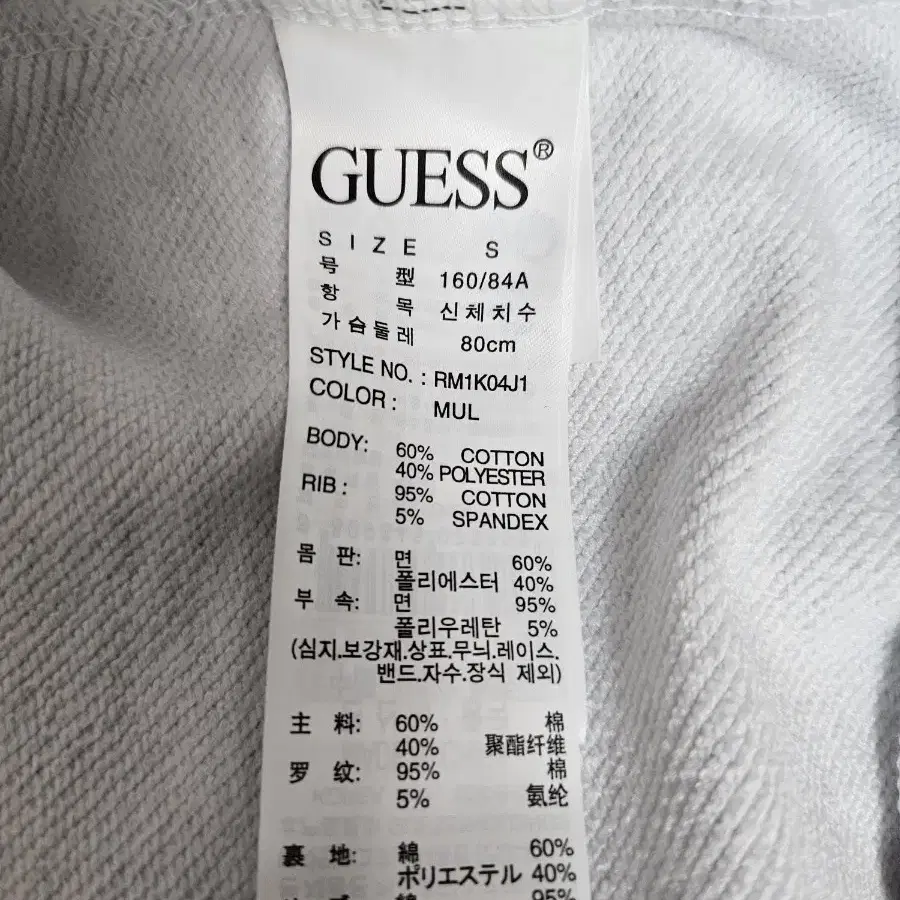 GUESS®
SIZE S
号型 160/84A
항목 신체치수
가슴둘레 80cm
STYLE NO. : RM1K04J1
COLOR : MUL
BODY: 60% COTTON
40% POLYESTER
RIB : 95% COTTON
5% SPANDEX
몸 판: 면 60%
폴리에스터 40%
부 속: 면 95%
폴리우레탄 5%
(심지.보강재.상표.무늬.레이스.
밴드.자수.장식 제외)
主 料: 60% 棉
40% 聚酯纤维
罗 纹: 95% 棉
5% 氨纶
裏 地: 綿 60%
ポリエステル 40%
綿 95%